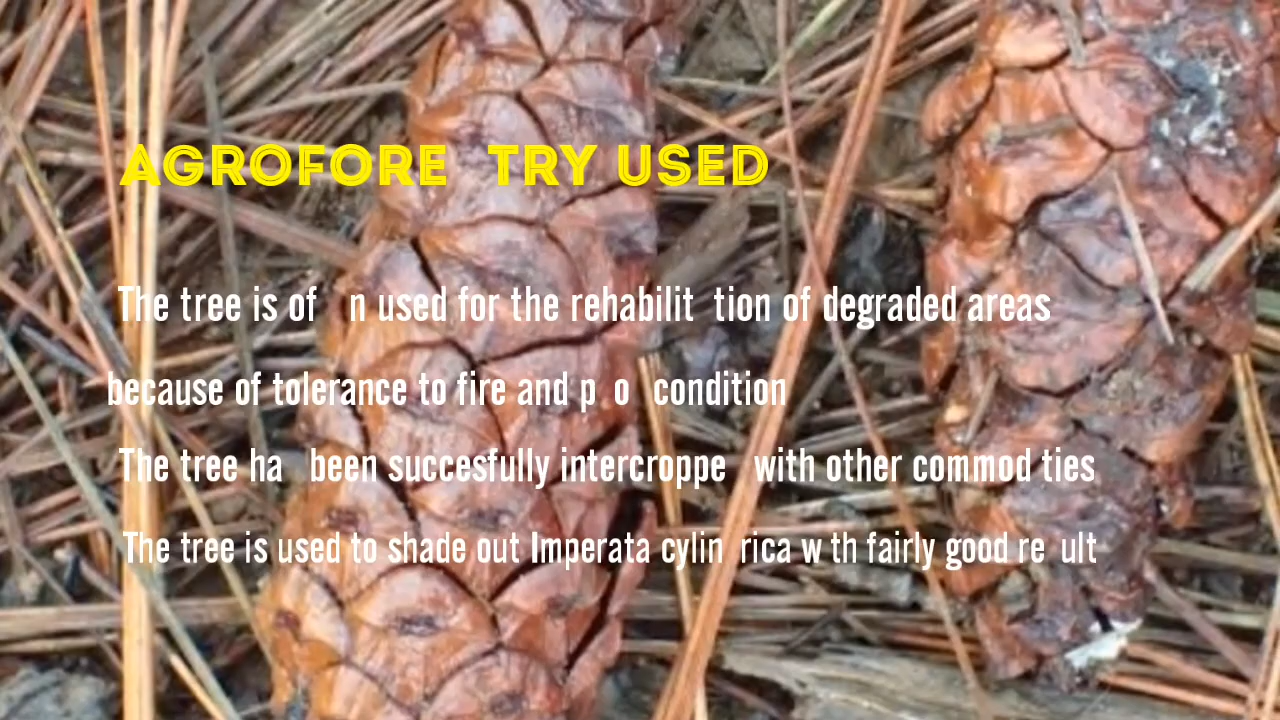 AGROFORE TRY USED
The tree is of n used for the rehabilit tion of degraded areas
because of tolerance to fire and p o condition
The tree ha been succesfully intercroppe with other commod ties
The tree is used to shade out Imperata cylin rica w th fairly good re ult